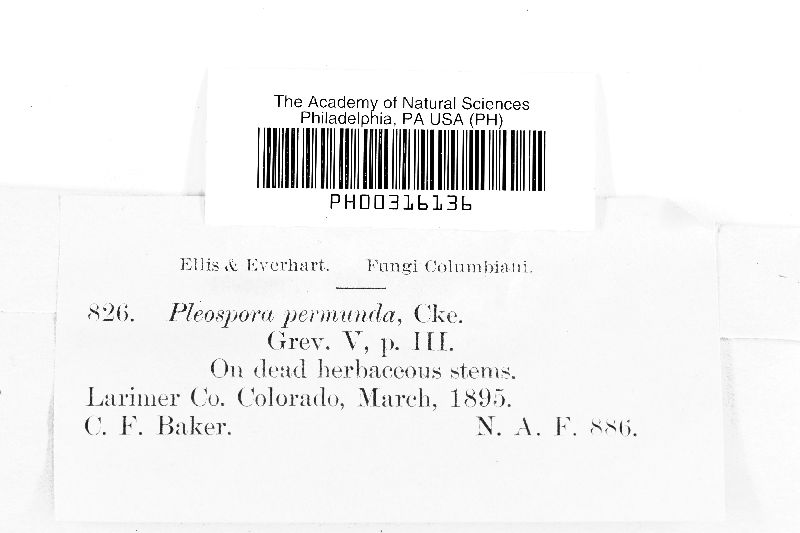 The Academy of Natural Sciences
Philadelphia, PA USA (PH)
PH00316136
Ellis & Everhart. Fungi Columbiani.
826. Pleospora permunda, Cke.
Grev. V, p. III.
On dead herbaceous stems.
Larimer Co. Colorado, March, 1895.
C. F. Baker. N. A. F. 886.